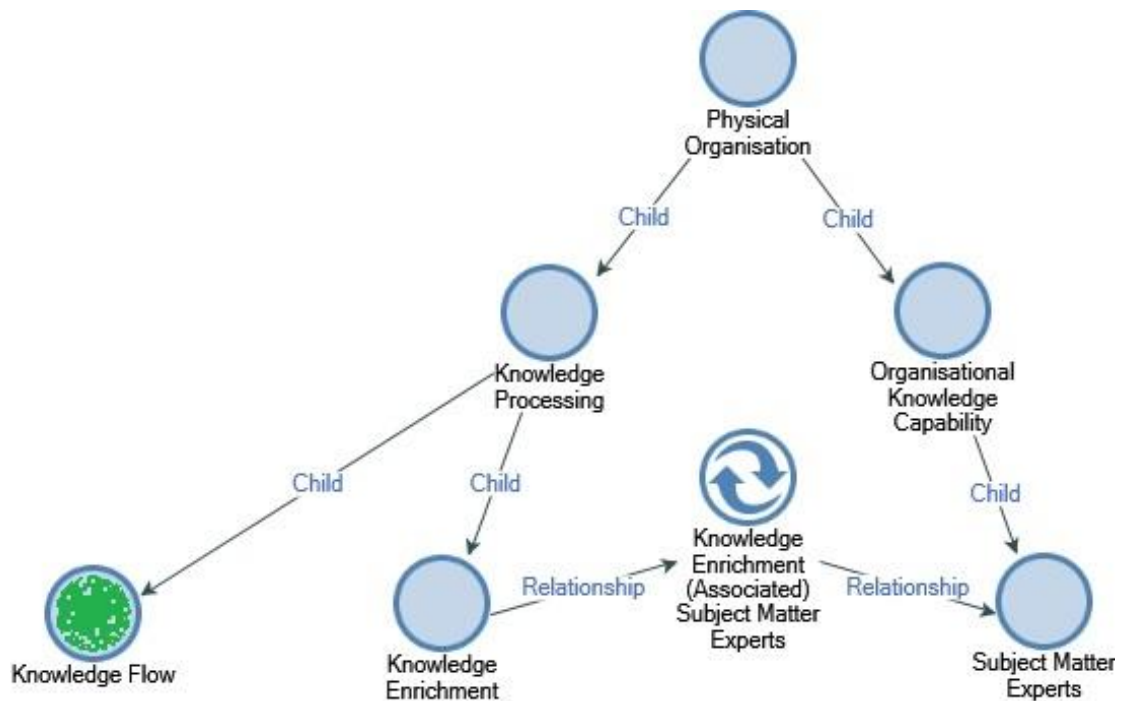 Physical
Organisation
Child
Child
Knowledge
Processing
Organisational
Knowledge
Capability
Child
Child
Child
Knowledge
Enrichment
(Associated)
Subject Matter
Experts
Relationship
Relationship
Knowledge Flow
Knowledge
Enrichment
Subject Matter
Experts